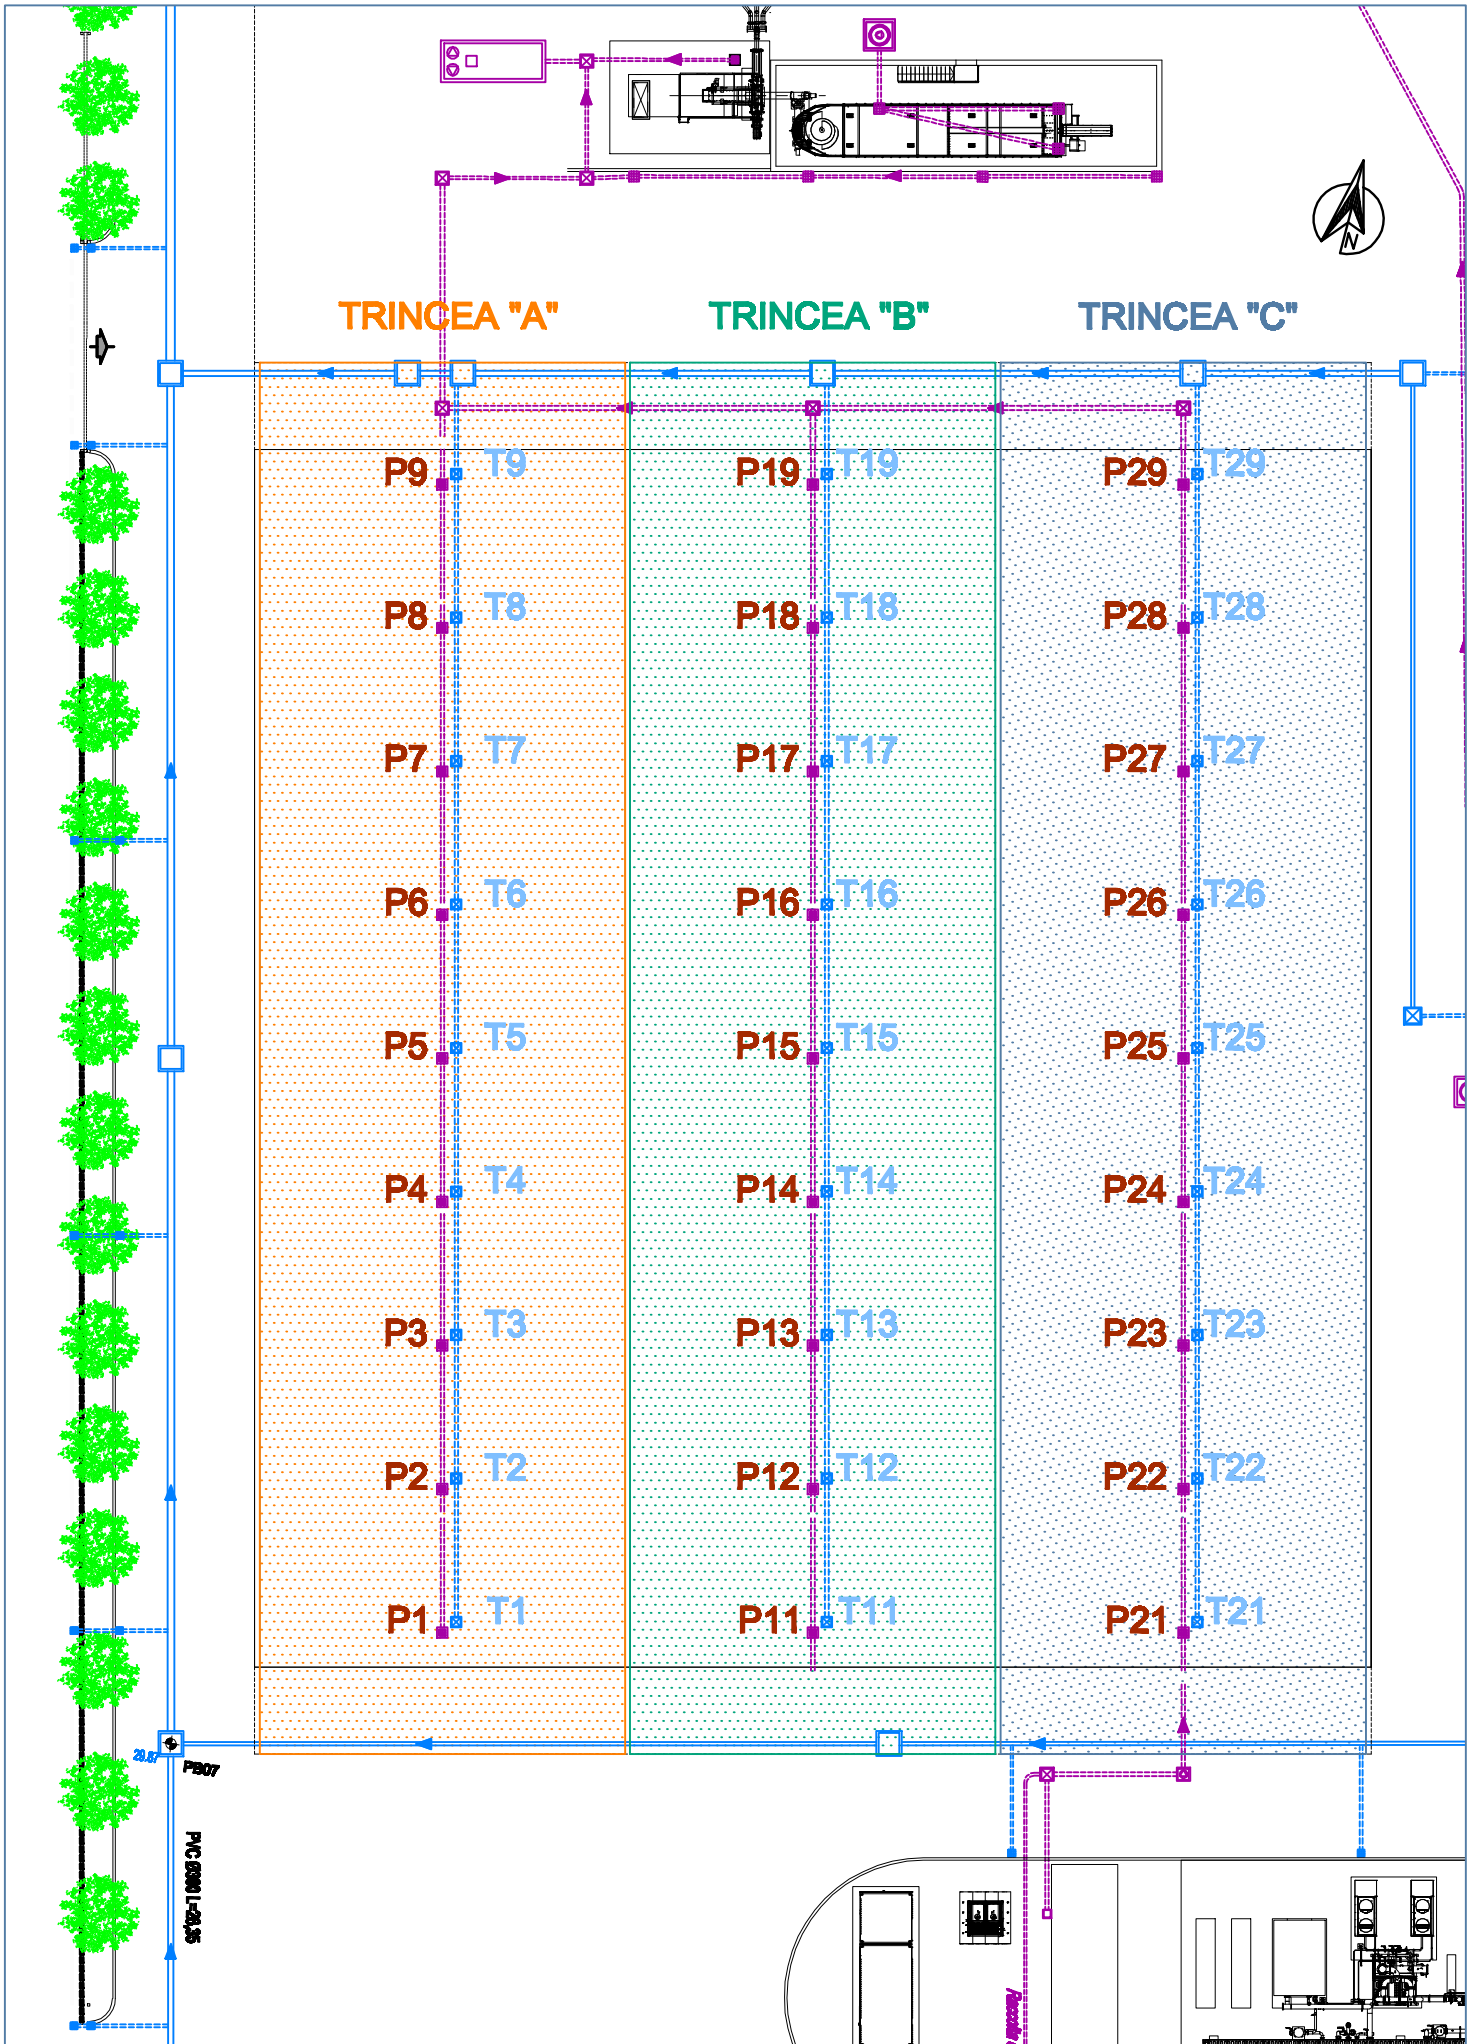 N
TRINCEA "A" TRINCEA "B" TRINCEA "C"
P9 T9 P19 T19 P29 T29
P8 T8 P18 T18 P28 T28
P7 T7 P17 T17 P27 T27
P6 T6 P16 T16 P26 T26
P5 T5 P15 T15 P25 T25
P4 T4 P14 T14 P24 T24
P3 T3 P13 T13 P23 T23
P2 T2 P12 T12 P22 T22
P1 T1 P11 T11 P21 T21
PB07
PVC